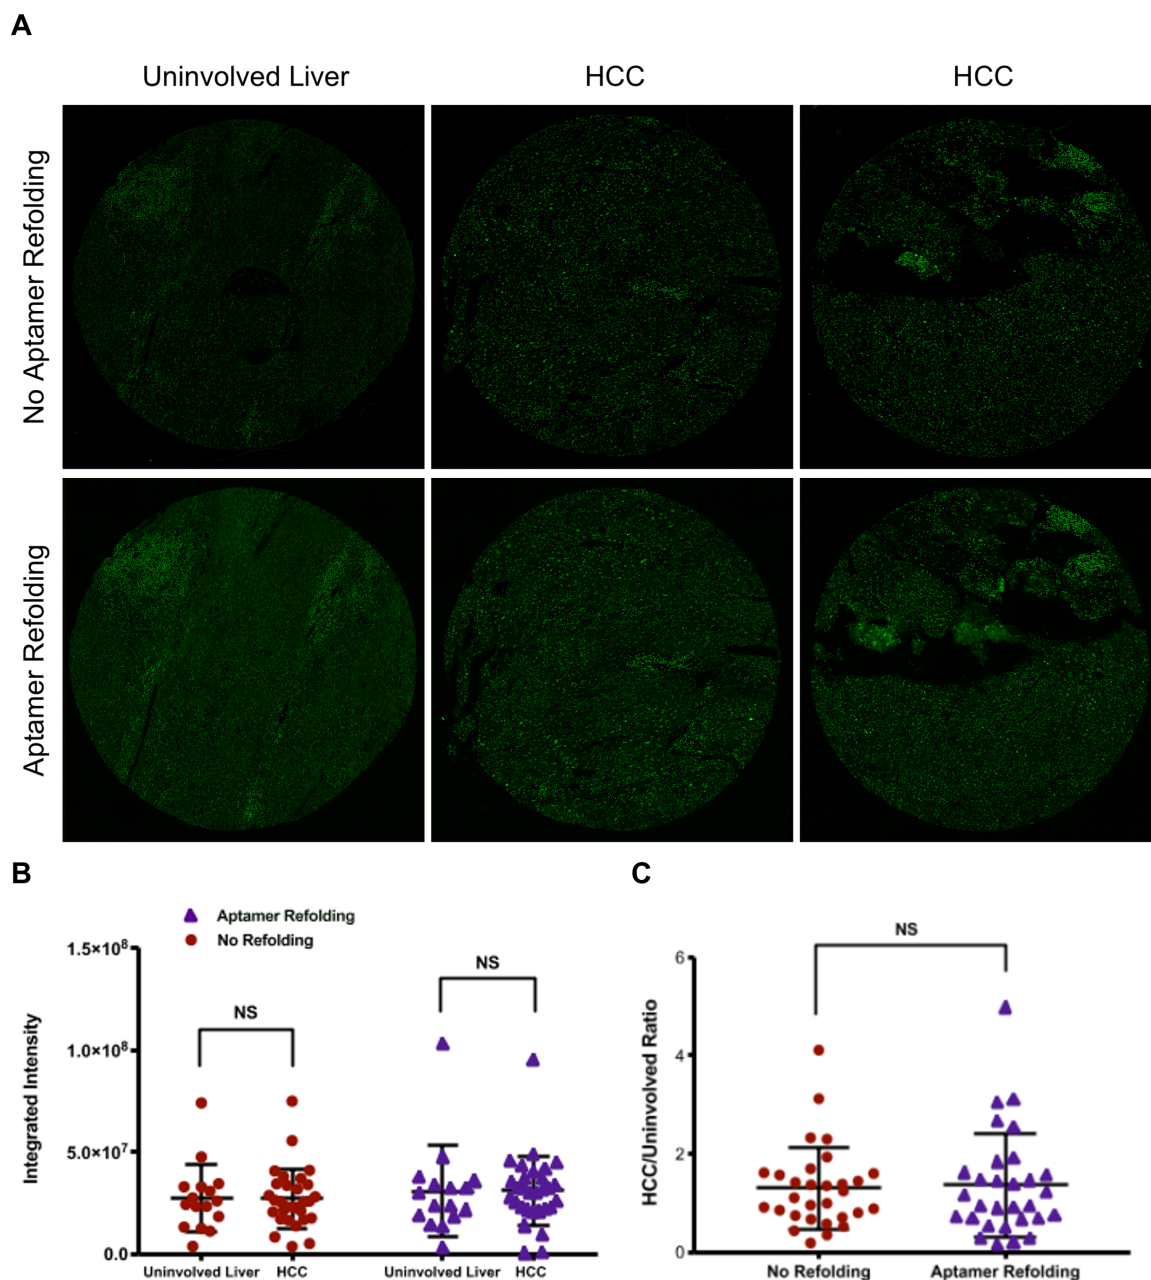 A
Uninvolved Liver HCC HCC
No Aptamer Refolding
Aptamer Refolding
B
C
Aptamer Refolding
No Refolding
Integrated Intensity
1.5×10⁸
1.0×10⁸
5.0×10⁷
0.0
NS
NS
Uninvolved Liver HCC Uninvolved Liver HCC
HCC/Uninvolved Ratio
6
4
2
0
NS
No Refolding Aptamer Refolding